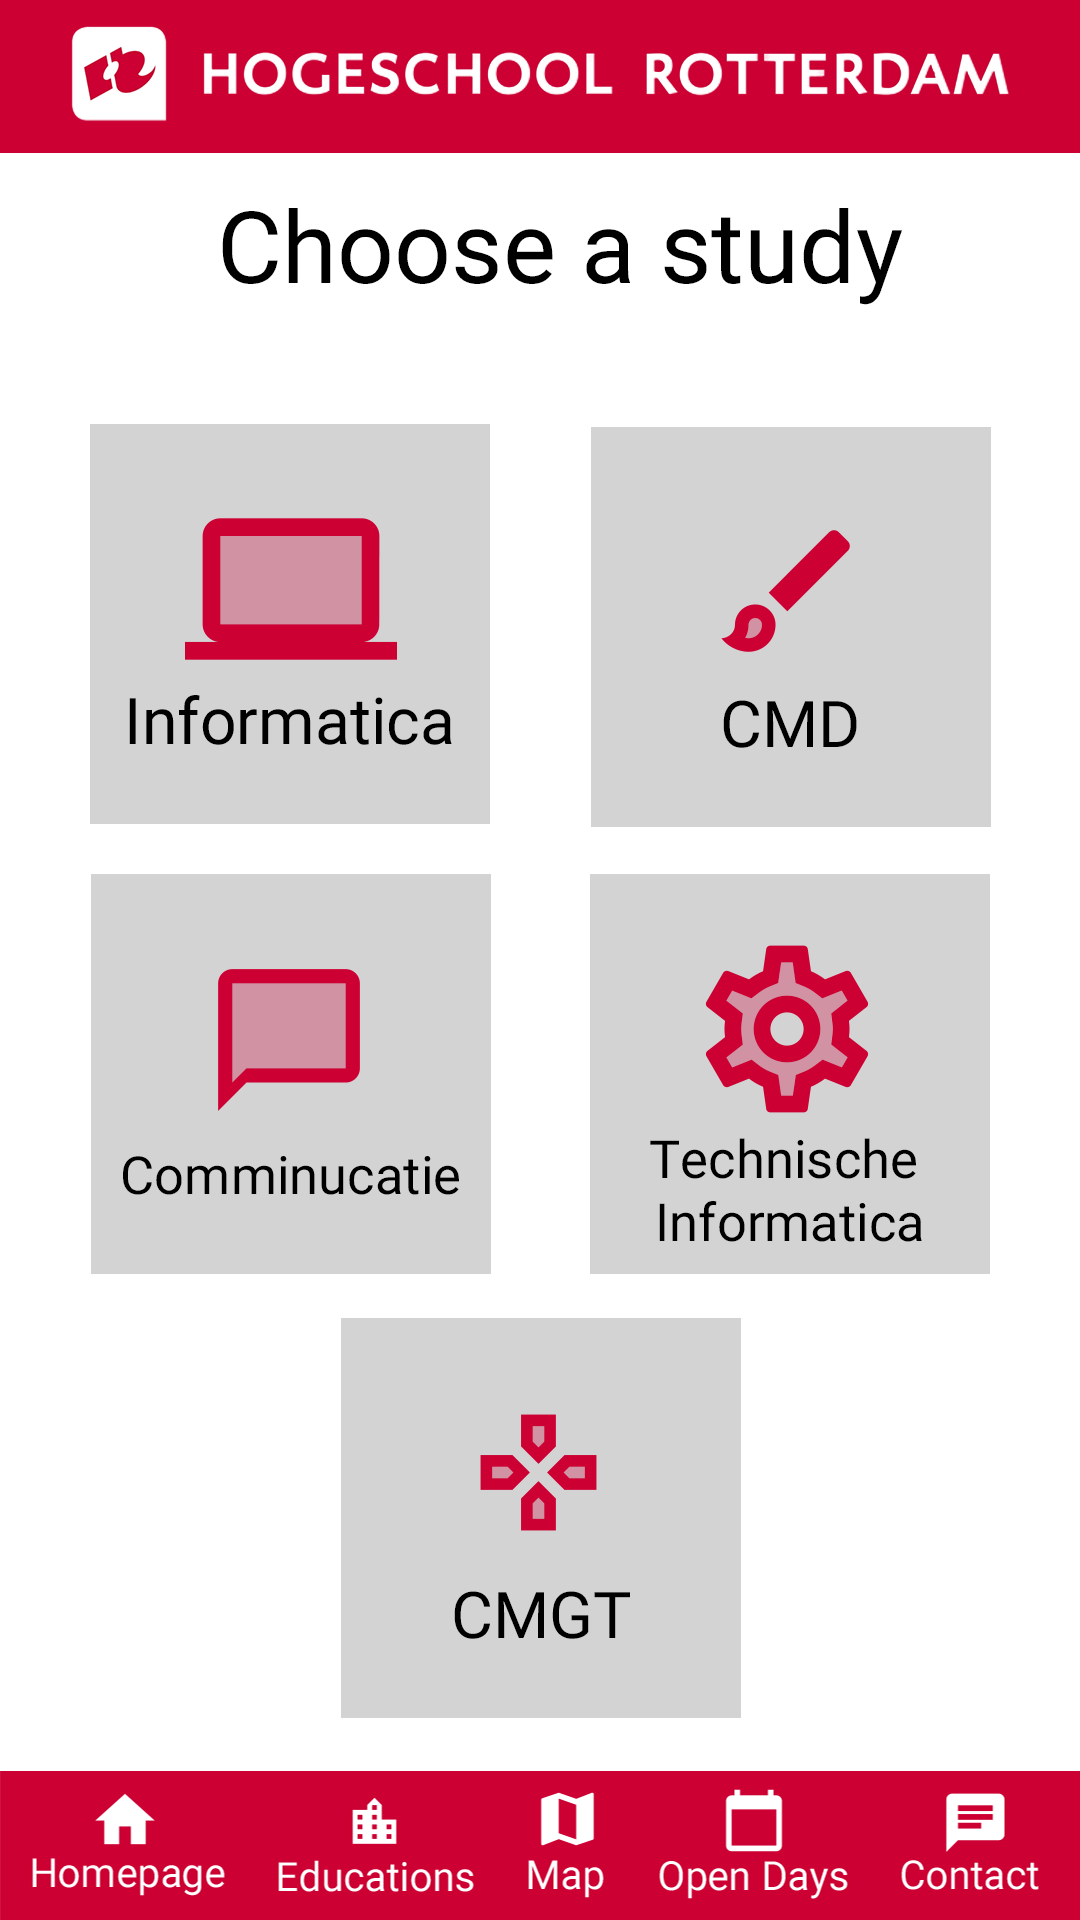 HOGESCHOOL ROTTERDAM
Choose a study
Informatica
CMD
Comminucatie
Technische
Informatica
CMGT
Homepage
Educations
Map
Open Days
Contact